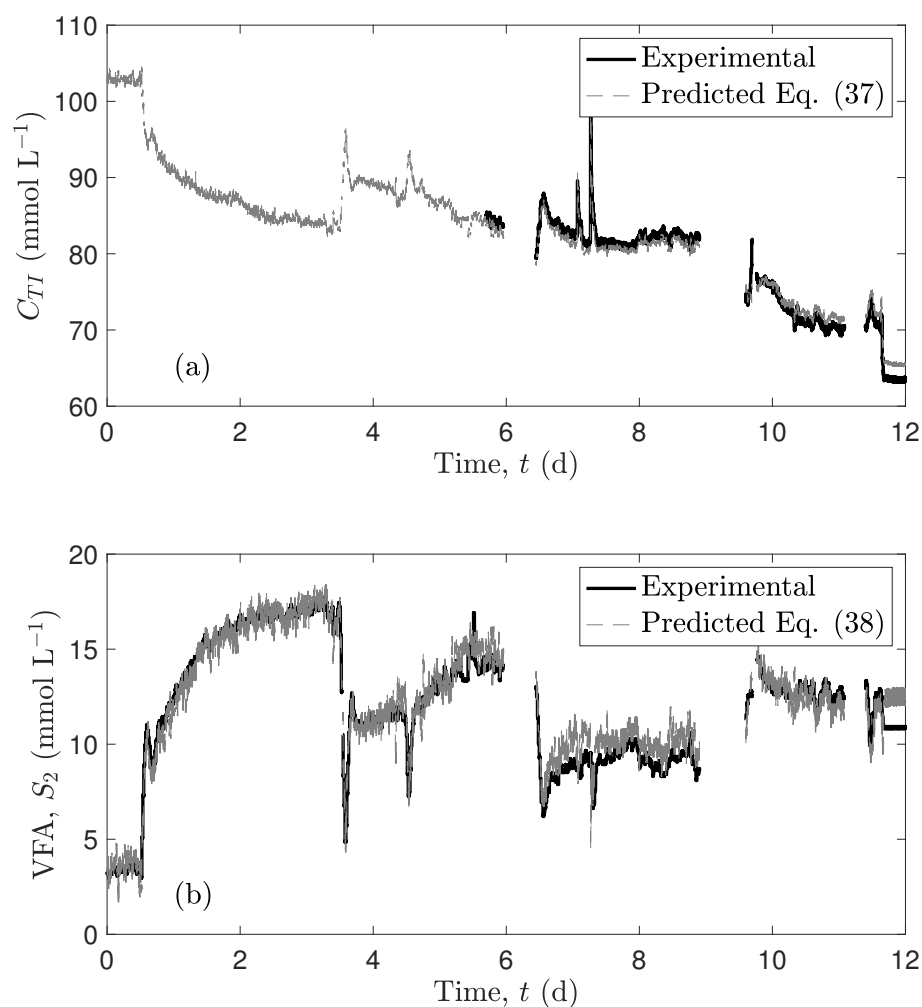 110
100
90
80
70
60
C_{TI} (mmol L^{-1})
Experimental
Predicted Eq. (37)
(a)
0 2 4 6 8 10 12
Time, t (d)
20
15
10
5
0
VFA, S_2 (mmol L^{-1})
Experimental
Predicted Eq. (38)
(b)
0 2 4 6 8 10 12
Time, t (d)